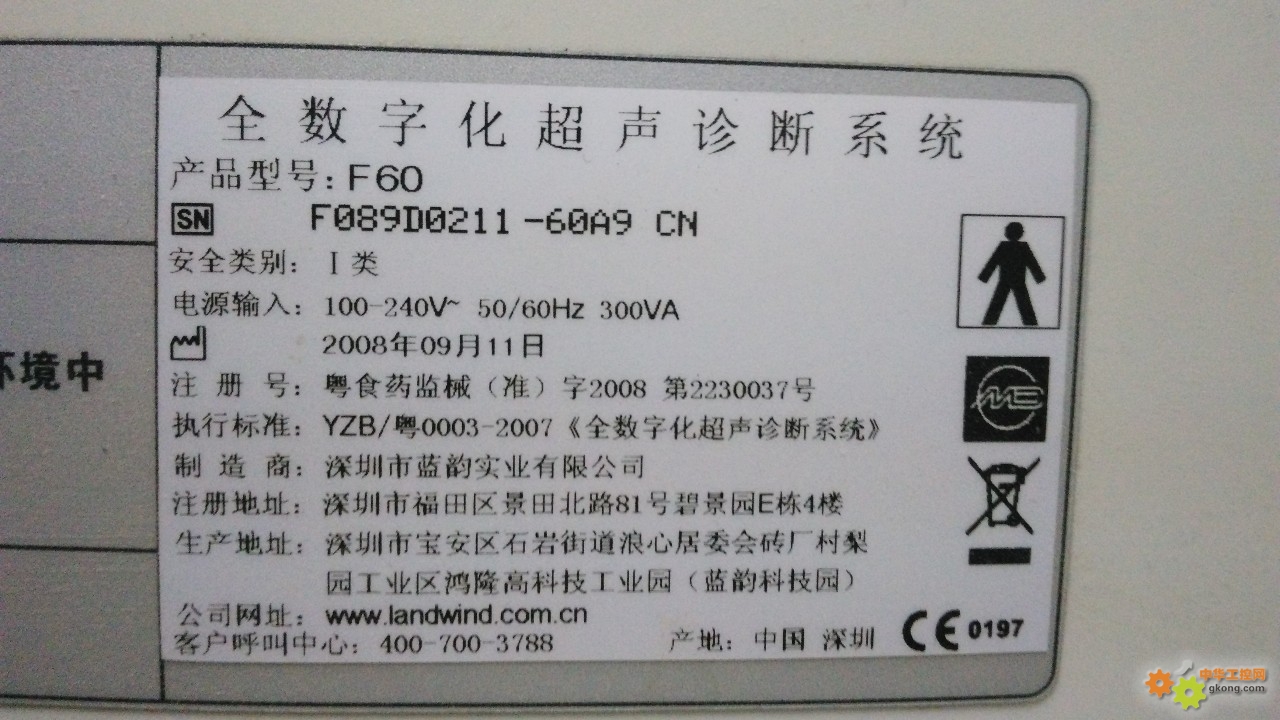 全数字化超声诊断系统
产品型号: F60
SN F089D0211-60A9 CN
安全类别: I 类
电源输入: 100-240V~ 50/60Hz 300VA
2008年09月11日
注 册 号: 粤食药监械（准）字2008 第2230037号
执行标准: YZB/粤0003-2007《全数字化超声诊断系统》
制 造 商: 深圳市蓝韵实业有限公司
注册地址: 深圳市福田区景田北路81号碧景园E栋4楼
生产地址: 深圳市宝安区石岩街道浪心居委会砖厂村梨
园工业区鸿隆高科技工业园（蓝韵科技园）
公司网址: www.landwind.com.cn
客户呼叫中心: 400-700-3788
产地: 中国 深圳
CE 0197
环境中
中华工控网
gkong.com